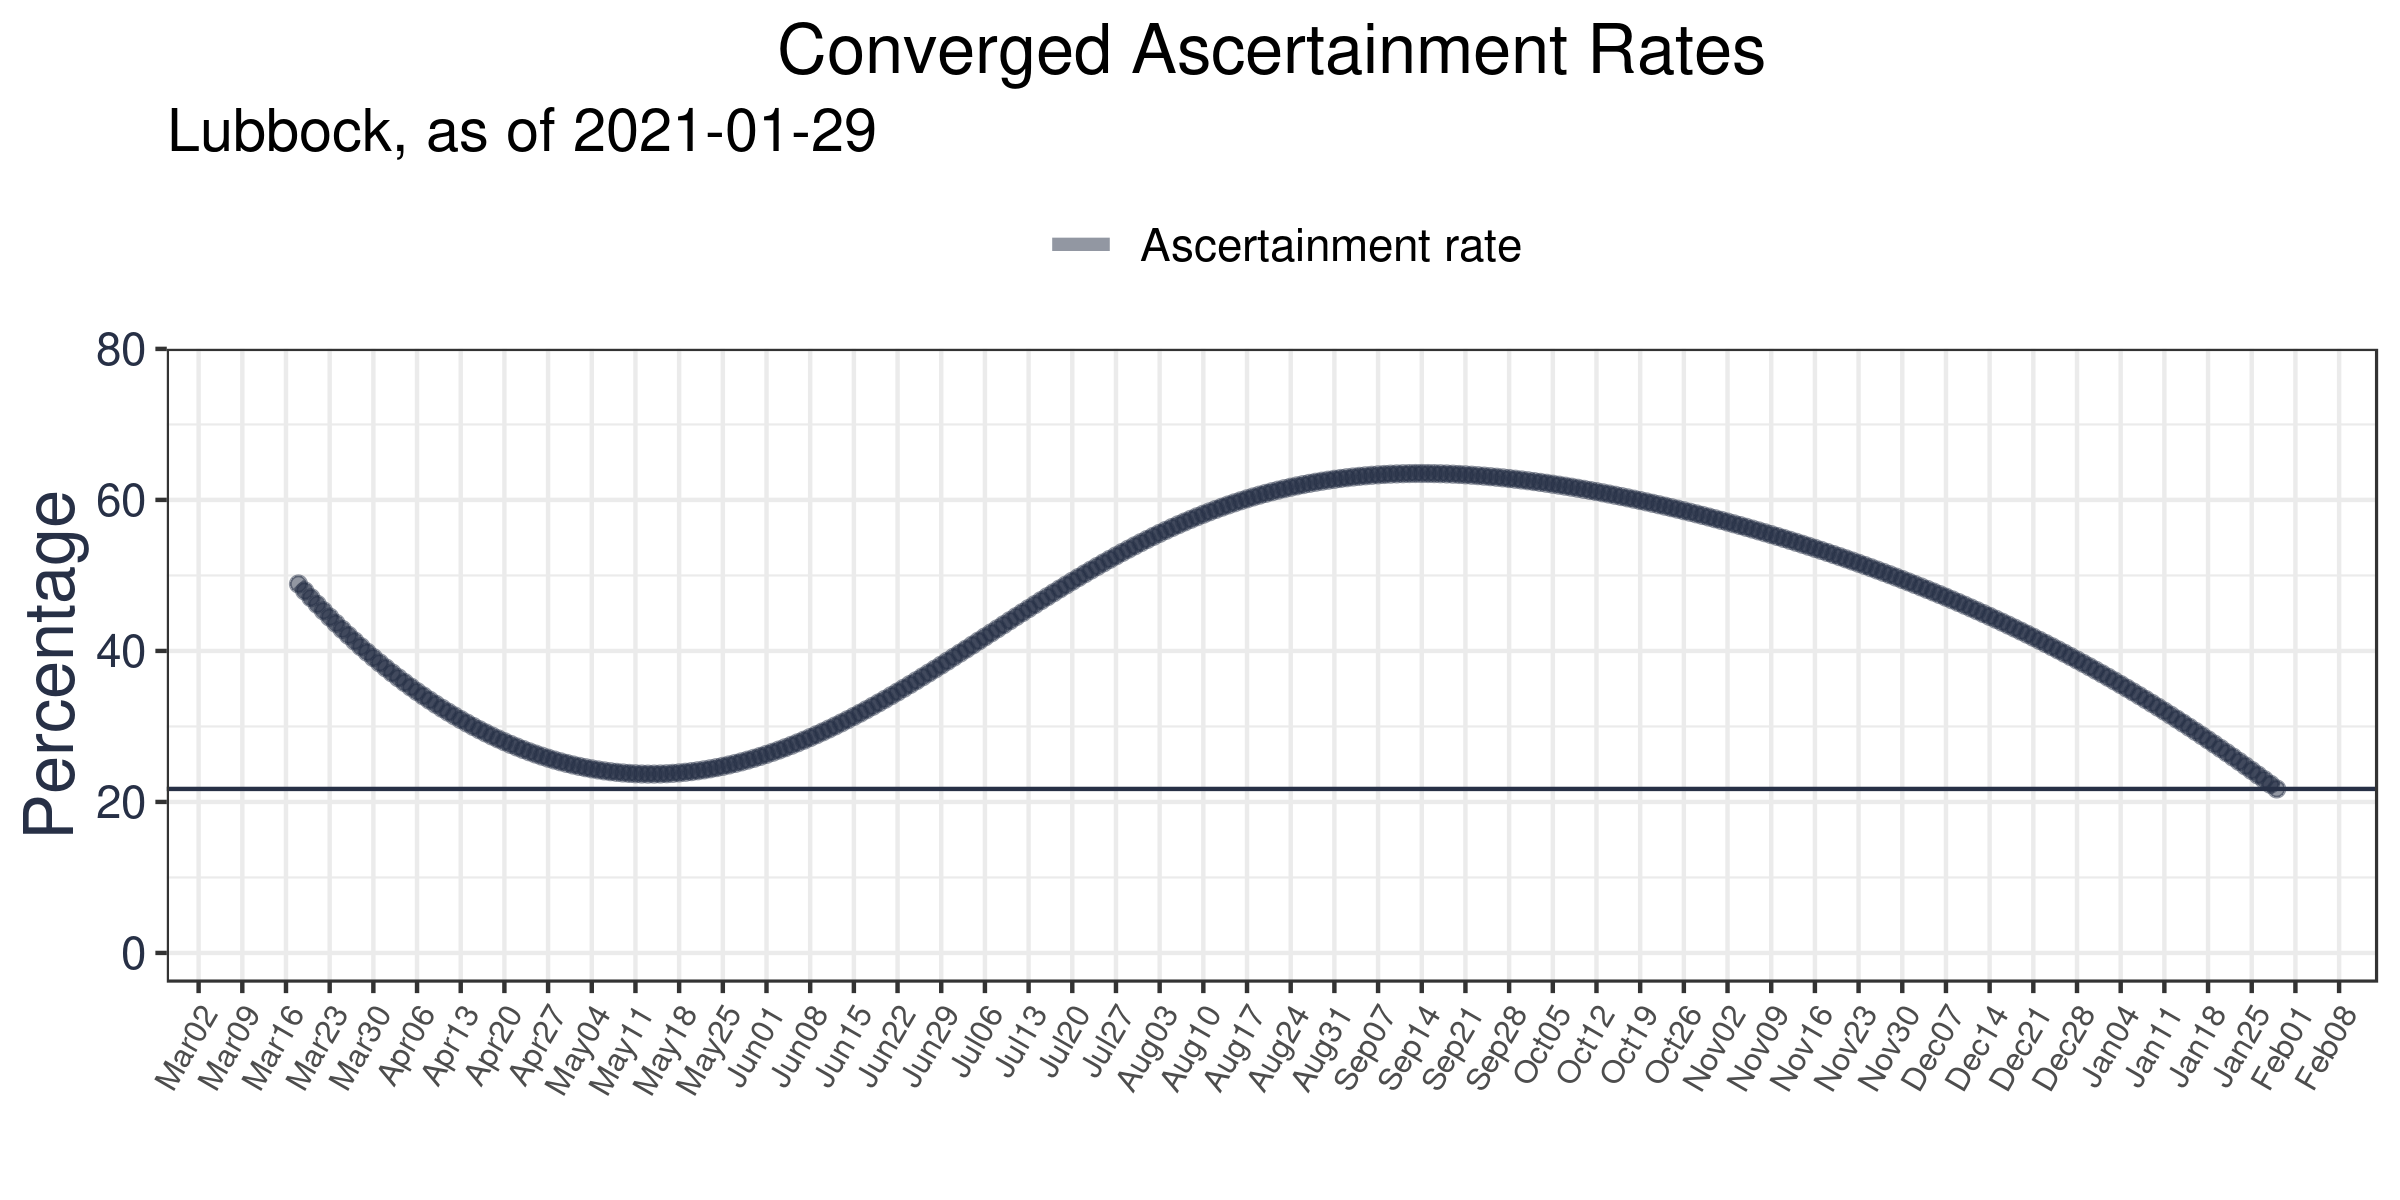 Converged Ascertainment Rates
Lubbock, as of 2021-01-29
Ascertainment rate
Percentage
80
60
40
20
0
Mar02 Mar09 Mar16 Mar23 Mar30 Apr06 Apr13 Apr20 Apr27 May04 May11 May18 May25 Jun01 Jun08 Jun15 Jun22 Jun29 Jul06 Jul13 Jul20 Jul27 Aug03 Aug10 Aug17 Aug24 Aug31 Sep07 Sep14 Sep21 Sep28 Oct05 Oct12 Oct19 Oct26 Nov02 Nov09 Nov16 Nov23 Nov30 Dec07 Dec14 Dec21 Dec28 Jan04 Jan11 Jan18 Jan25 Feb01 Feb08